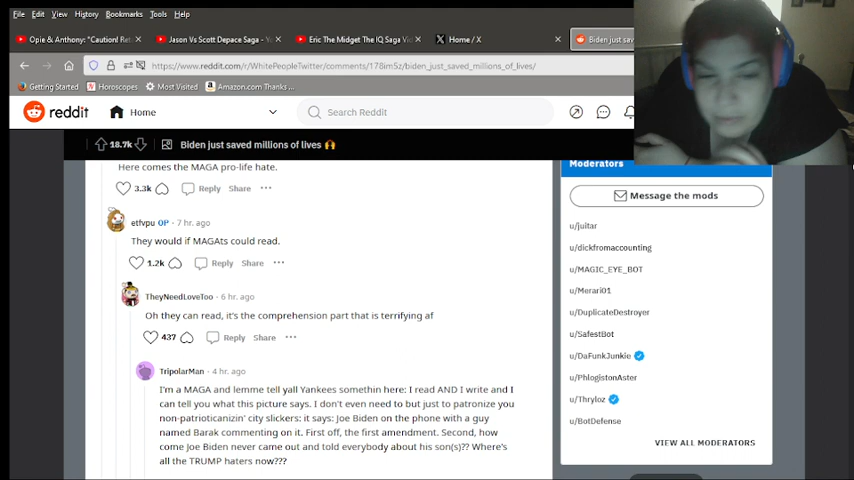 File Edit View History Bookmarks Tools Help
Opie & Anthony: "Caution! Ret
Jason Vs Scott Depace Saga - Y
Eric The Midget The IQ Saga Vi
Home / X
Biden just sav
https://www.reddit.com/r/WhitePeopleTwitter/comments/178im5z/biden_just_saved_millions_of_lives/
Getting Started Horoscopes Most Visited Amazon.com Thanks ...
reddit Home Search Reddit
18.7k Biden just saved millions of lives 🙌
Here comes the MAGA pro-life hate.
3.3k Reply Share ...
etfvpu OP · 7 hr. ago
They would if MAGAts could read.
1.2k Reply Share ...
TheyNeedLoveToo · 6 hr. ago
Oh they can read, it's the comprehension part that is terrifying af
437 Reply Share ...
TripolarMan · 4 hr. ago
I'm a MAGA and lemme tell yall Yankees somethin here: I read AND I write and I
can tell you what this picture says. I don't even need to but just to patronize you
non-patrioticanizin' city slickers: it says: Joe Biden on the phone with a guy
named Barak commenting on it. First off, the first amendment. Second, how
come Joe Biden never came out and told everybody about his son(s)?? Where's
all the TRUMP haters now???
Moderators
Message the mods
u/juitar
u/dickfromaccounting
u/MAGIC_EYE_BOT
u/Merari01
u/DuplicateDestroyer
u/SafestBot
u/DaFunkJunkie
u/PhlogistonAster
u/Thryloz
u/BotDefense
VIEW ALL MODERATORS